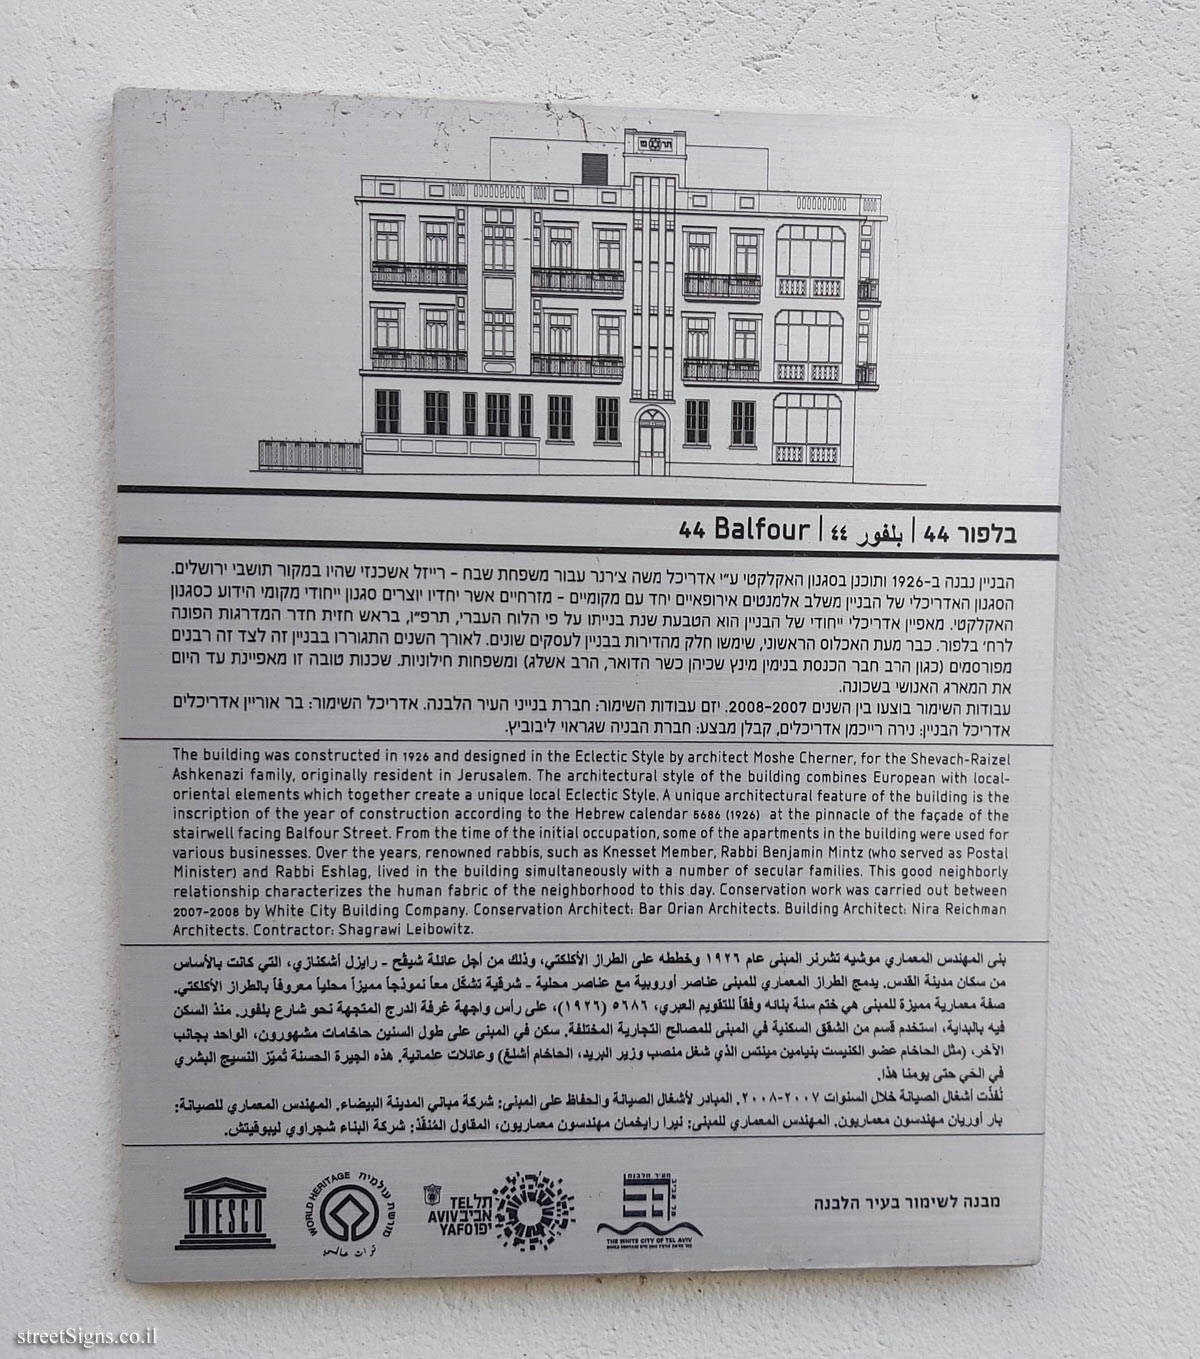 תר פו
44 Balfour | بلفور ٤٤ | בלפור 44
הבניין נבנה ב-1926 ותוכנן בסגנון האקלקטי ע"י אדריכל משה צ'רנר עבור משפחת שבח - רייזל אשכנזי שהיו במקור תושבי ירושלים.
הסגנון האדריכלי של הבניין משלב אלמנטים אירופאיים יחד עם מקומיים - מזרחיים אשר יחדיו יוצרים סגנון ייחודי מקומי הידוע כסגנון
האקלקטי. מאפיין אדריכלי ייחודי של הבניין הוא הטבעת שנת בנייתו על פי הלוח העברי, תרפ"ו, בראש חזית חדר המדרגות הפונה
לרח' בלפור. כבר מעת האכלוס הראשוני, שימשו חלק מהדירות בבניין לעסקים שונים. לאורך השנים התגוררו בבניין זה לצד זה רבנים
מפורסמים (כגון הרב חבר הכנסת בנימין מינץ שכיהן כשר הדואר, הרב אשלג) ומשפחות חילוניות. שכנות טובה זו מאפיינת עד היום
את המארג האנושי בשכונה.
עבודות השימור בוצעו בין השנים 2007-2008. יזם עבודות השימור: חברת בנייני העיר הלבנה. אדריכל השימור: בר אוריין אדריכלים
אדריכל הבניין: נירה רייכמן אדריכלים, קבלן מבצע: חברת הבניה שגראוי ליבוביץ.
The building was constructed in 1926 and designed in the Eclectic Style by architect Moshe Cherner, for the Shevach-Raizel
Ashkenazi family, originally resident in Jerusalem. The architectural style of the building combines European with local-
oriental elements which together create a unique local Eclectic Style. A unique architectural feature of the building is the
inscription of the year of construction according to the Hebrew calendar 5686 (1926) at the pinnacle of the façade of the
stairwell facing Balfour Street. From the time of the initial occupation, some of the apartments in the building were used for
various businesses. Over the years, renowned rabbis, such as Knesset Member, Rabbi Benjamin Mintz (who served as Postal
Minister) and Rabbi Eshlag, lived in the building simultaneously with a number of secular families. This good neighborly
relationship characterizes the human fabric of the neighborhood to this day. Conservation work was carried out between
2007-2008 by White City Building Company. Conservation Architect: Bar Orian Architects. Building Architect: Nira Reichman
Architects. Contractor: Shagrawi Leibowitz.
بنى المهندس المعماري موشيه تشرنر المبنى عام ١٩٢٦ وخططه على الطراز الأكلكتي، وذلك من أجل عائلة شيڤح - رايزل أشكنازي، التي كانت بالأساس
من سكان مدينة القدس. يدمج الطراز المعماري للمبنى عناصر أوروبية مع عناصر محلية - شرقية تشكّل معاً نموذجاً مميزاً محلياً معروفاً بالطراز الأكلكتي.
صفة معمارية مميزة للمبنى هي ختم سنة بنائه وفقاً للتقويم العبري، ٥٦٨٦ (١٩٢٦)، على رأس واجهة غرفة الدرج المتجهة نحو شارع بلفور. منذ السكن
فيه بالبداية، استخدم قسم من الشقق السكنية في المبنى للمصالح التجارية المختلفة. سكن في المبنى على طول السنين حاخامات مشهورون، الواحد بجانب
الآخر، (مثل الحاخام عضو الكنيست بنيامين مينتس الذي شغل منصب وزير البريد، الحاخام أشلغ) وعائلات علمانية. هذه الجيرة الحسنة تُميّز النسيج البشري
في الحَي حتى يومنا هذا.
نُفذّت أشغال الصيانة خلال السنوات ٢٠٠٧-٢٠٠٨. المبادر لأشغال الصيانة والحفاظ على المبنى: شركة مباني المدينة البيضاء. المهندس المعماري للصيانة:
بار أوريان مهندسون معماريون. المهندس المعماري للمبنى: نيرا رايخمان مهندسون معماريون، المقاول المُنفّذ: شركة البناء شجراوي ليبوڤيتش.
UNESCO
WORLD HERITAGE מורשת עולמית تراث عالمي
תל TEL
אביב AVIV
יפו YAFO
העיר הלבנה
תל אביב
THE WHITE CITY OF TEL AVIV
מבנה לשימור בעיר הלבנה
streetSigns.co.il